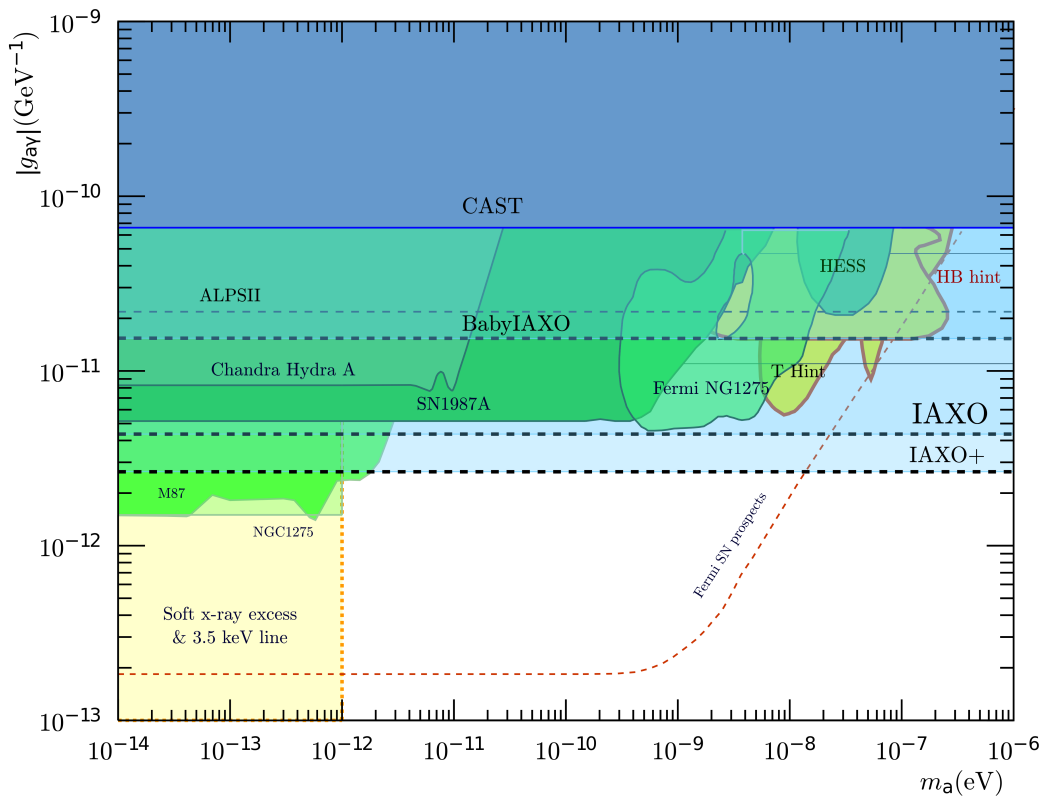 |g_aγ|(GeV⁻¹)
10⁻⁹
10⁻¹⁰
10⁻¹¹
10⁻¹²
10⁻¹³
CAST
HESS
HB hint
ALPSII
BabyIAXO
Chandra Hydra A
T Hint
Fermi NG1275
SN1987A
IAXO
IAXO+
M87
NGC1275
Fermi SN prospects
Soft x-ray excess
& 3.5 keV line
10⁻¹⁴ 10⁻¹³ 10⁻¹² 10⁻¹¹ 10⁻¹⁰ 10⁻⁹ 10⁻⁸ 10⁻⁷ 10⁻⁶
m_a(eV)